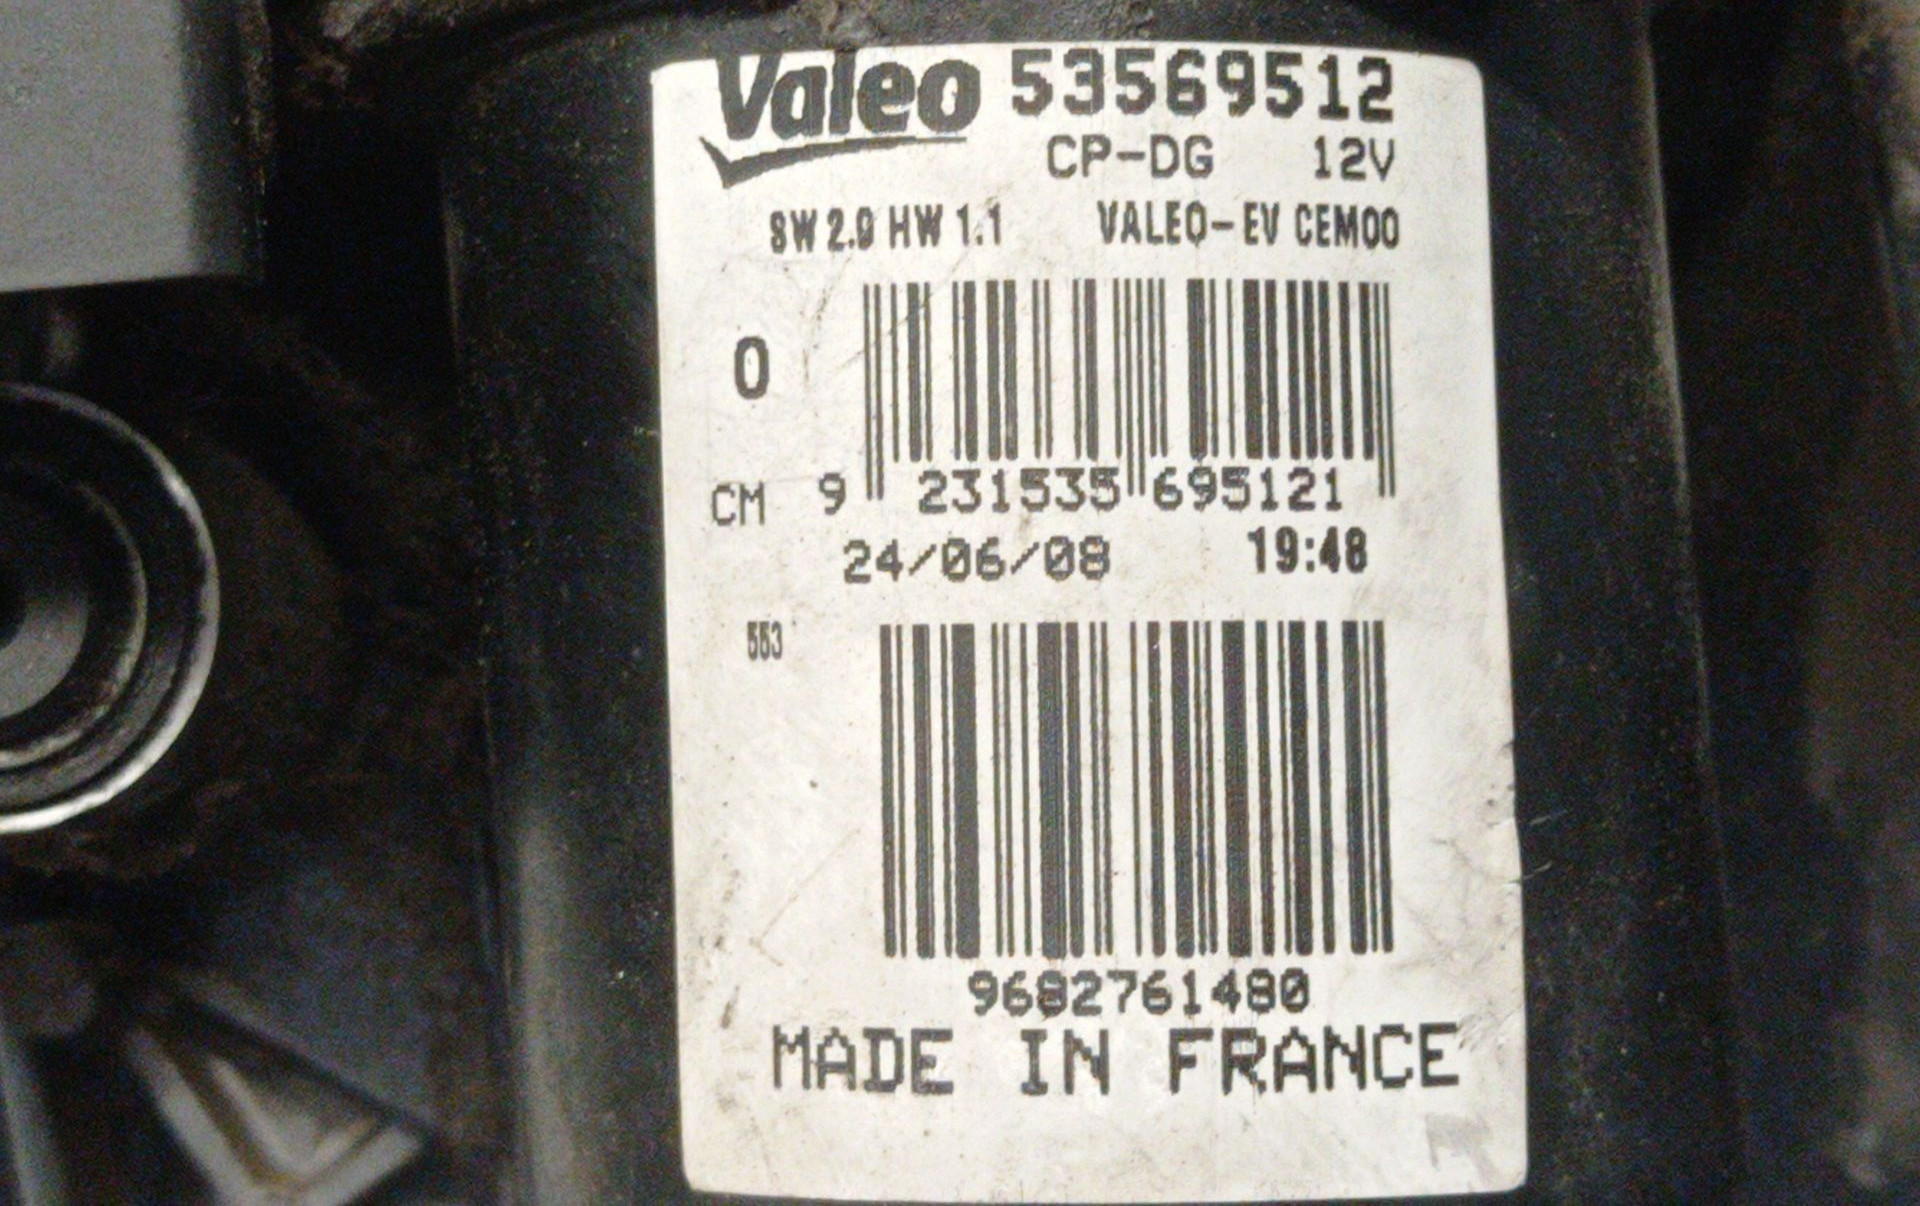 Valeo 53569512
CP-DG 12V
SW 2.0 HW 1.1 VALEO-EV CEM00
0
CM 9 231535 695121
24/06/08 19:48
553
9682761480
MADE IN FRANCE